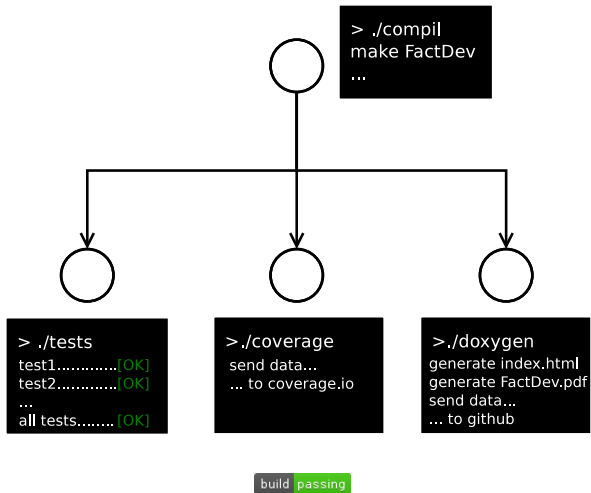 > ./compil
make FactDev
...
> ./tests
test1.............[OK]
test2.............[OK]
...
all tests........[OK]
>./coverage
send data...
... to coverage.io
>./doxygen
generate index.html
generate FactDev.pdf
send data...
... to github
build passing